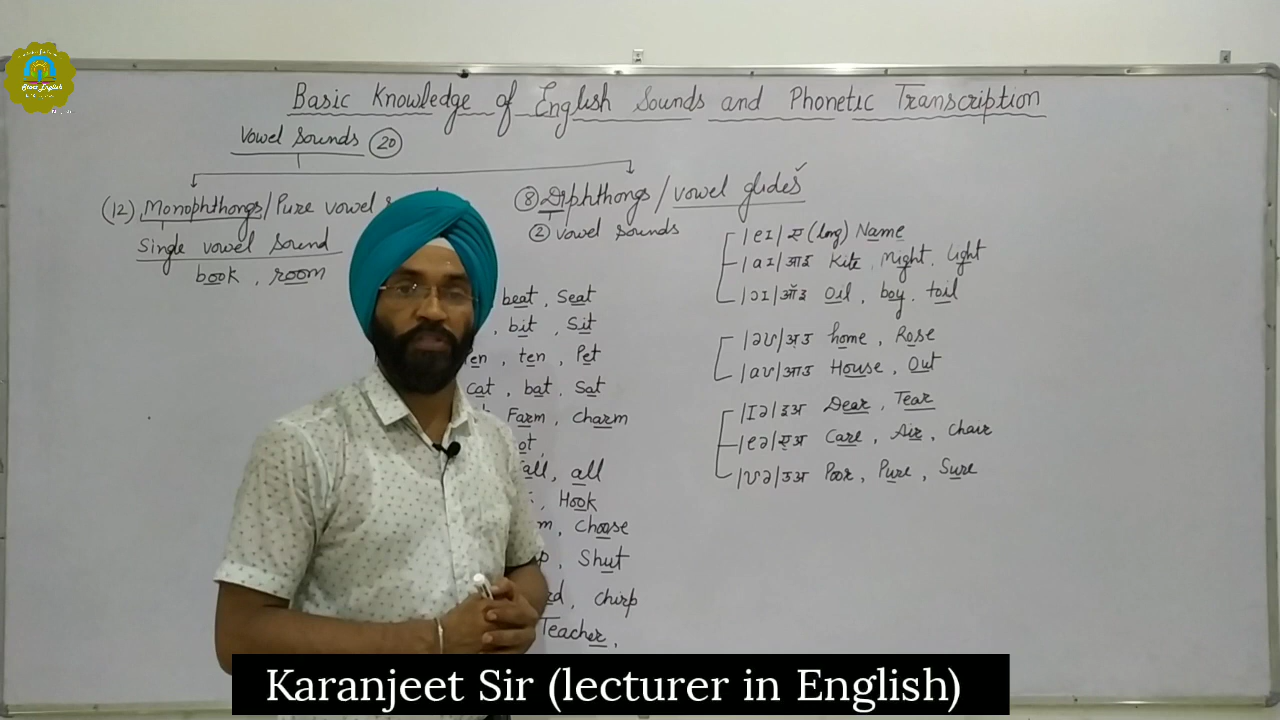 Basic Knowledge of English Sounds and Phonetic Transcription
Vowel Sounds 20
(12) Monophthongs/Pure vowel
Single vowel Sound
book, room
beat, Seat
, bit, Sit
ten, Pet
cat, bat, Sat
Farm, charm
all
Hook
Choose
, Shut
, chirp
Teacher,
8 Diphthongs/vowel glides
2 vowel sounds
/eɪ/ ए (long) Name
/aɪ/ आइ Kite, Night, Light
/ɔɪ/ ऑइ Oil, boy, toil
/əʊ/ अउ home, Rose
/aʊ/ आउ House, Out
/ɪə/ इअ Dear, Tear
/eə/ एअ Care, Air, Chair
/ʊə/ उअ Poor, Pure, Sure
Karanjeet Sir (lecturer in English)